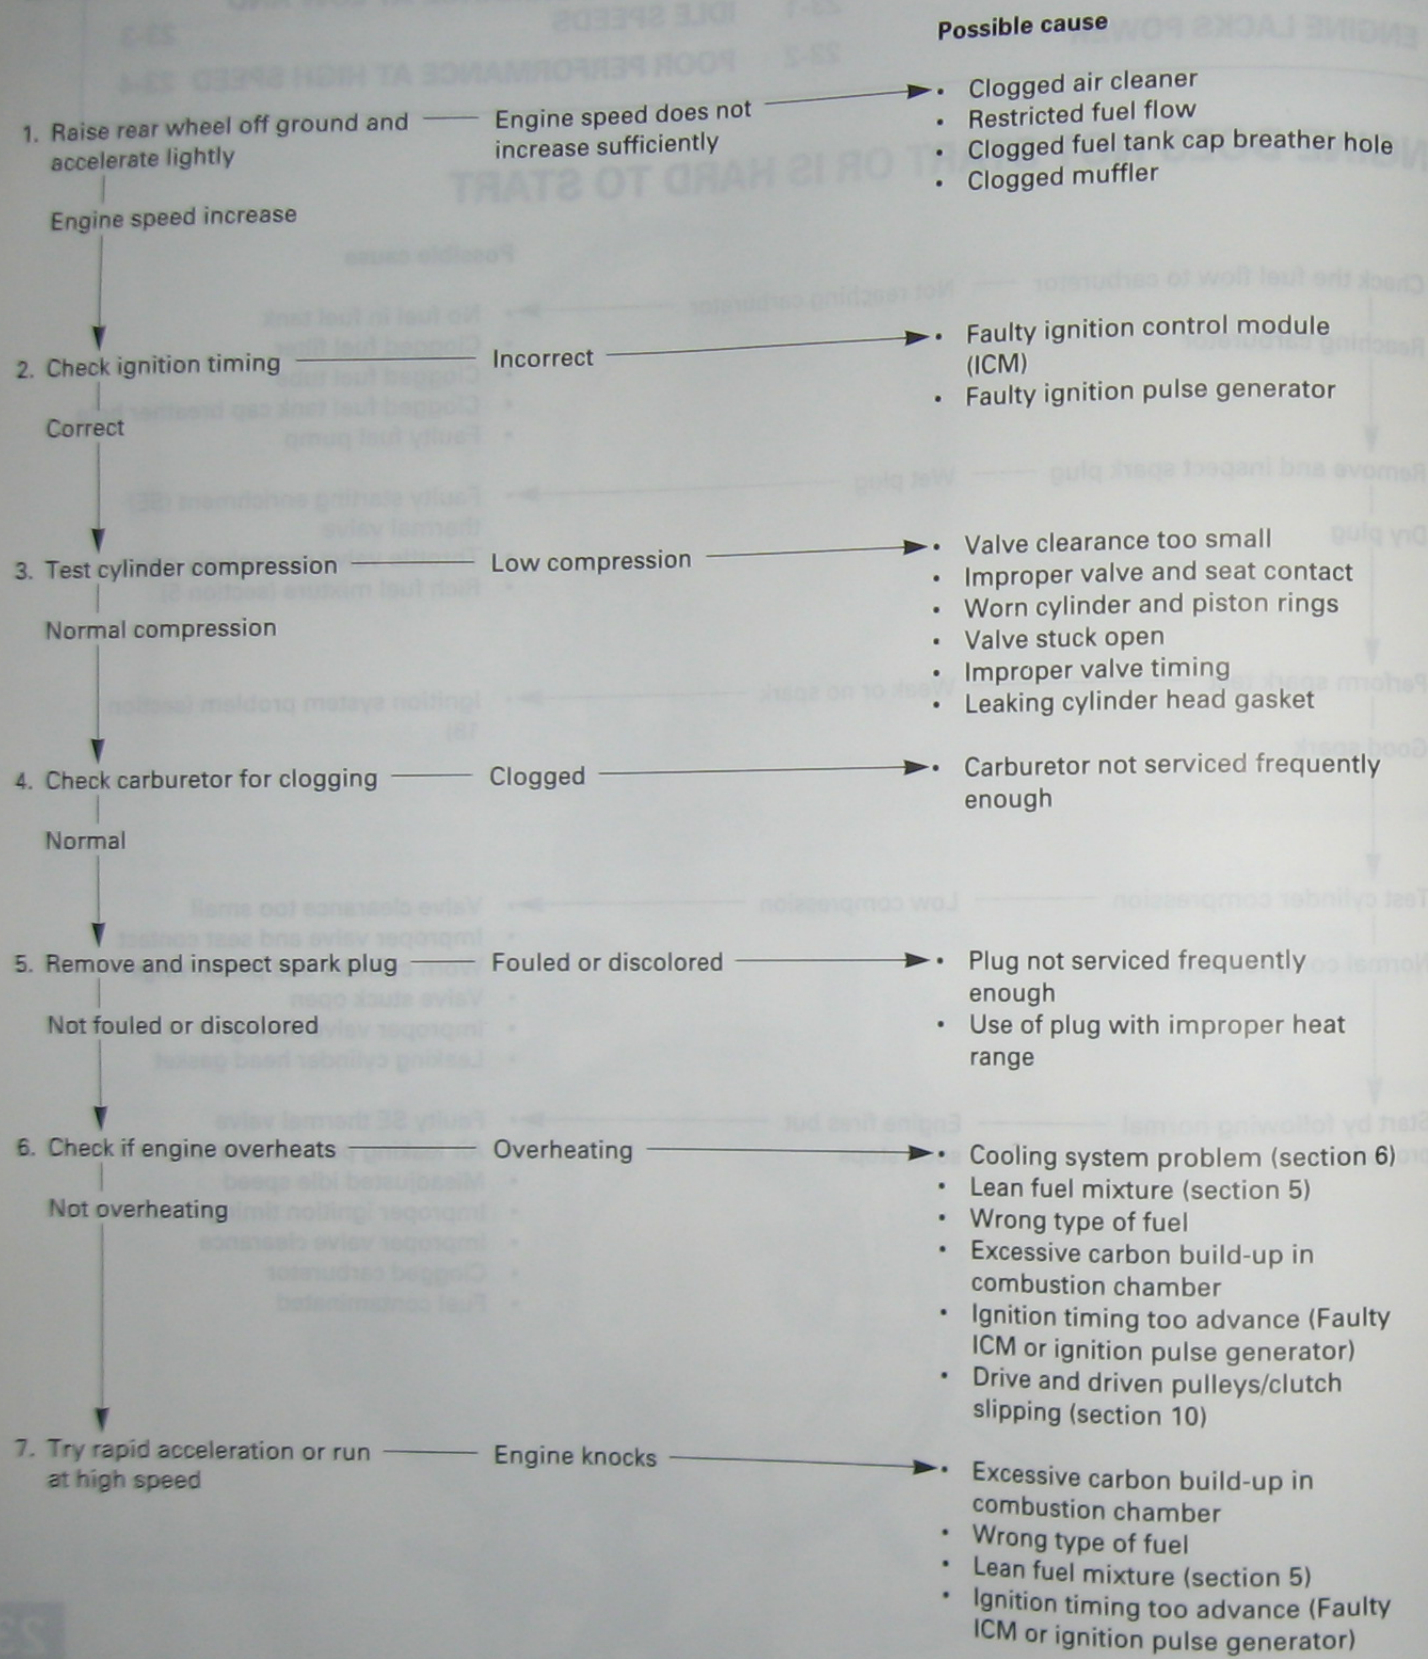 Possible cause
1. Raise rear wheel off ground and
accelerate lightly
Engine speed does not
increase sufficiently
• Clogged air cleaner
• Restricted fuel flow
• Clogged fuel tank cap breather hole
• Clogged muffler
Engine speed increase
2. Check ignition timing
Incorrect
• Faulty ignition control module
(ICM)
• Faulty ignition pulse generator
Correct
3. Test cylinder compression
Low compression
• Valve clearance too small
• Improper valve and seat contact
• Worn cylinder and piston rings
• Valve stuck open
• Improper valve timing
• Leaking cylinder head gasket
Normal compression
4. Check carburetor for clogging
Clogged
• Carburetor not serviced frequently
enough
Normal
5. Remove and inspect spark plug
Fouled or discolored
• Plug not serviced frequently
enough
• Use of plug with improper heat
range
Not fouled or discolored
6. Check if engine overheats
Overheating
• Cooling system problem (section 6)
• Lean fuel mixture (section 5)
• Wrong type of fuel
• Excessive carbon build-up in
combustion chamber
• Ignition timing too advance (Faulty
ICM or ignition pulse generator)
• Drive and driven pulleys/clutch
slipping (section 10)
Not overheating
7. Try rapid acceleration or run
at high speed
Engine knocks
• Excessive carbon build-up in
combustion chamber
• Wrong type of fuel
• Lean fuel mixture (section 5)
• Ignition timing too advance (Faulty
ICM or ignition pulse generator)